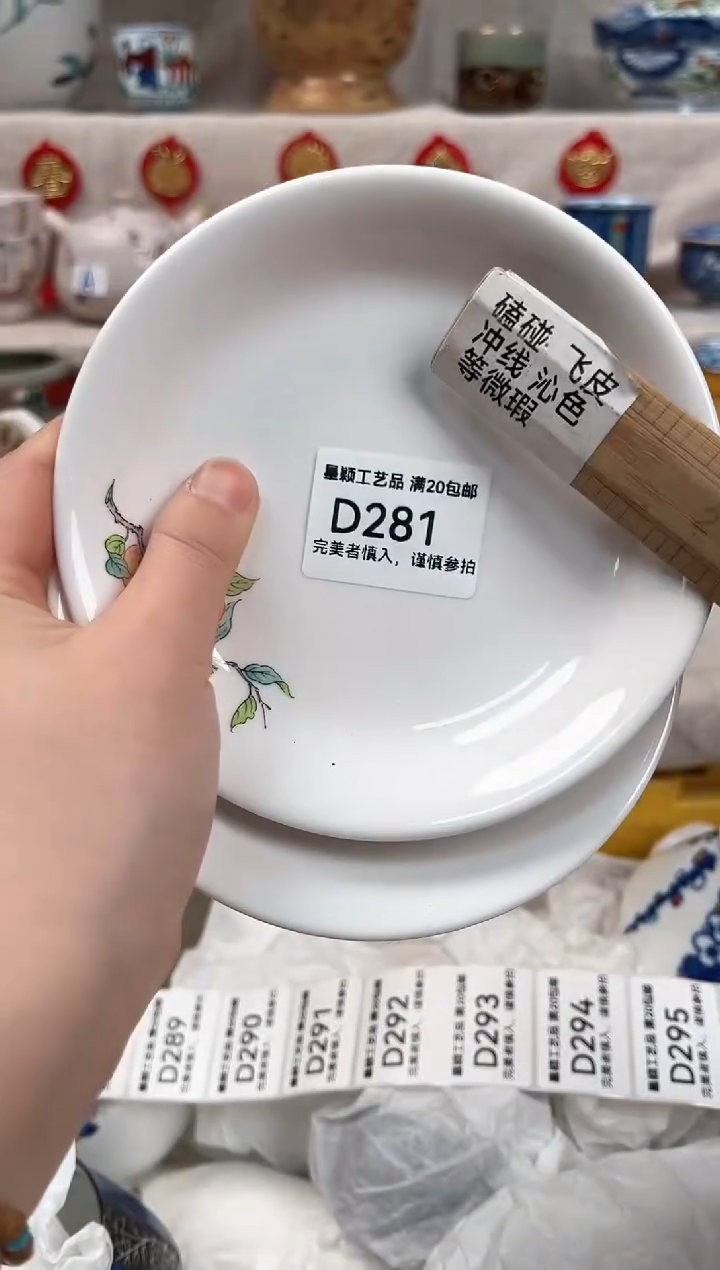 磕碰 飞皮
冲线 沁色
等微瑕
星颖工艺品 满20包邮
D281
完美者慎入，谨慎参拍
D289
D290
D291
D292
D293
D294
D295